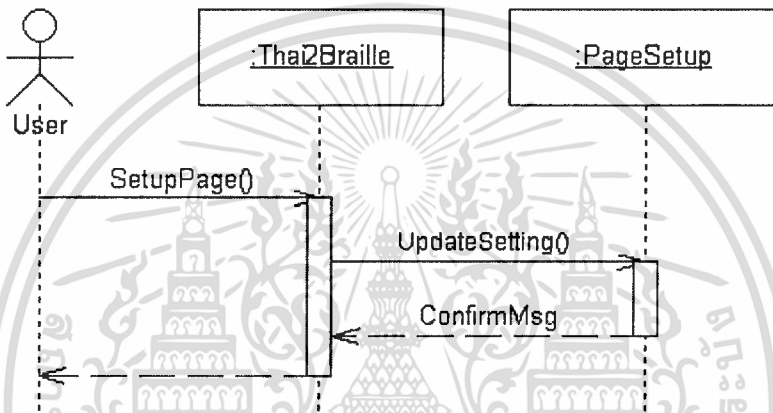 :Thai2Braille
:PageSetup
User
SetupPage()
UpdateSetting()
ConfirmMsg